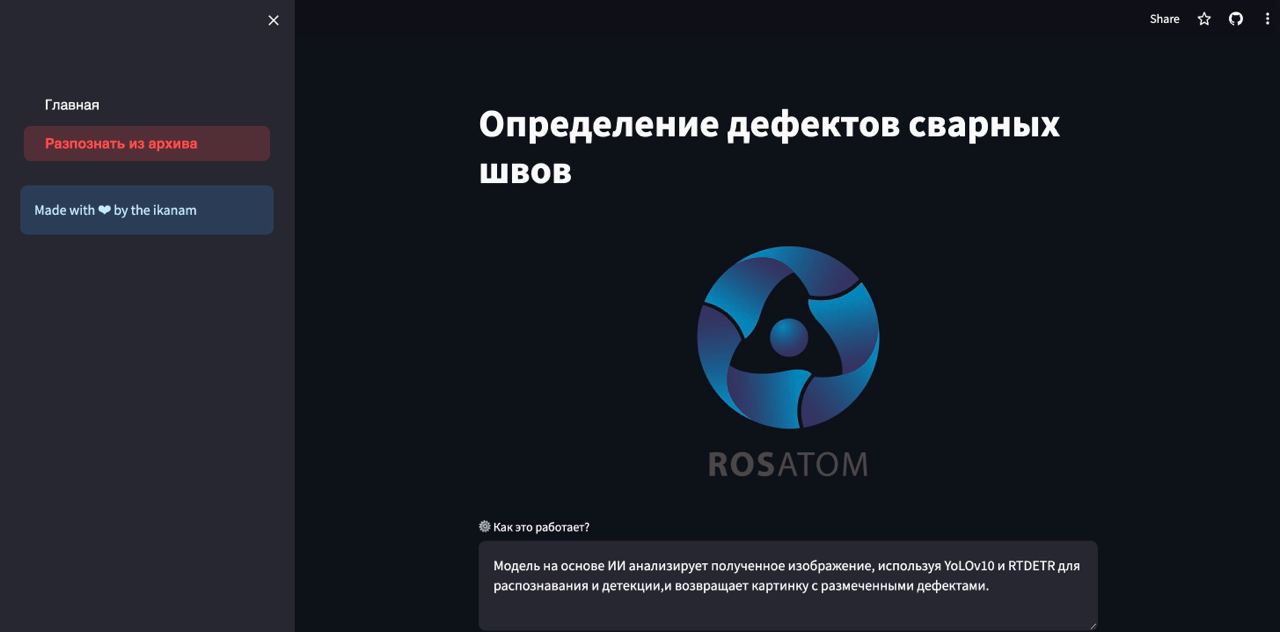 Share
Главная
Разпознать из архива
Made with ❤ by the ikanam
Определение дефектов сварных
швов
ROSATOM
Как это работает?
Модель на основе ИИ анализирует полученное изображение, используя YoLOv10 и RTDETR для
распознавания и детекции,и возвращает картинку с размеченными дефектами.